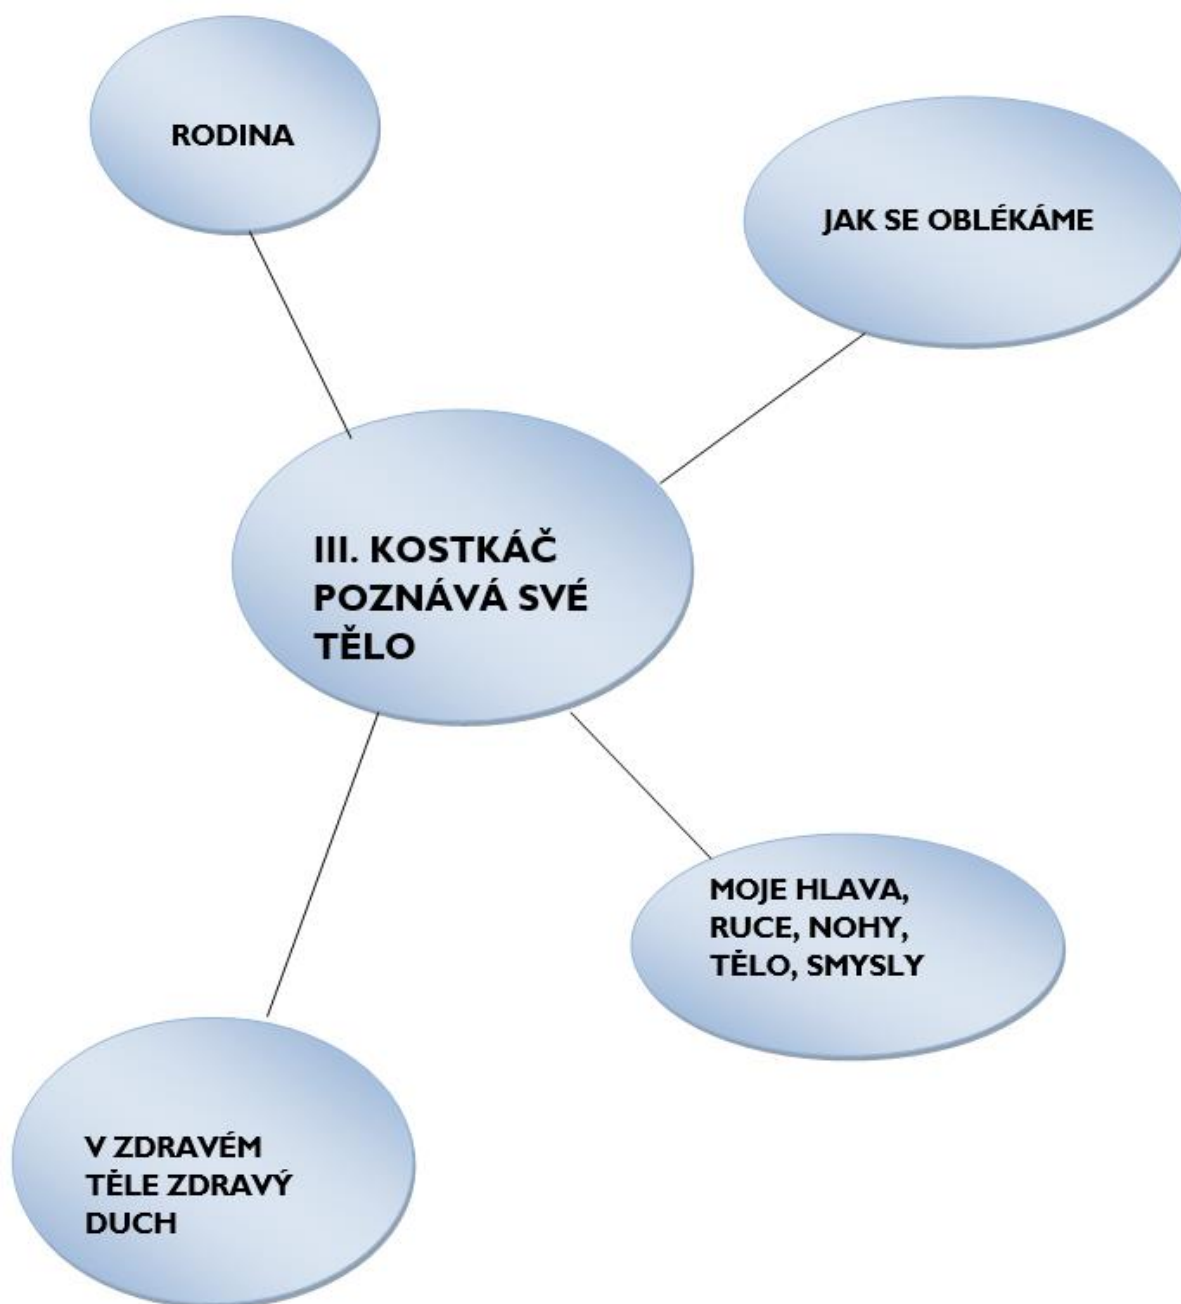 RODINA
JAK SE OBLÉKÁME
III. KOSTKÁČ
POZNÁVÁ SVÉ
TĚLO
MOJE HLAVA,
RUCE, NOHY,
TĚLO, SMYSLY
V ZDRAVÉM
TĚLE ZDRAVÝ
DUCH